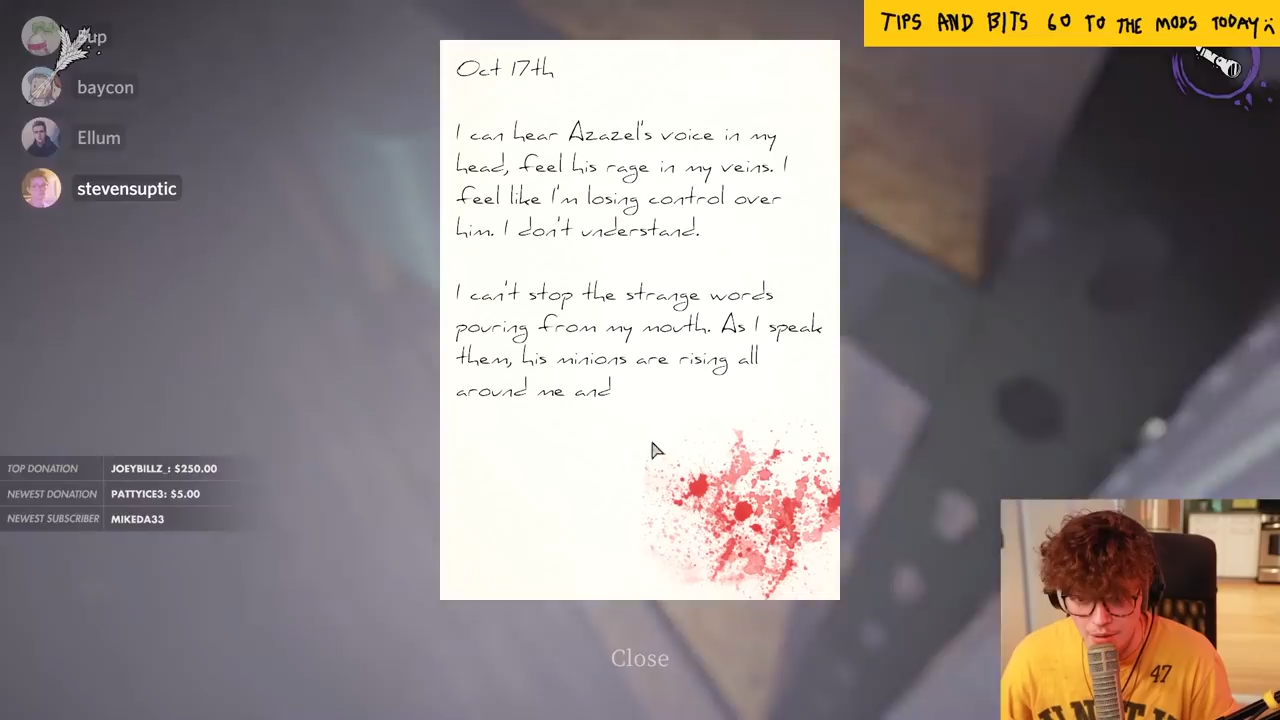 TIPS AND BITS GO TO THE MODS TODAY
Bup
baycon
Ellum
stevensuptic
Oct 17th
I can hear Azazel's voice in my
head, feel his rage in my veins. I
feel like I'm losing control over
him. I don't understand.
I can't stop the strange words
pouring from my mouth. As I speak
them, his minions are rising all
around me and
TOP DONATION JOEYBILLZ_: $250.00
NEWEST DONATION PATTYICE3: $5.00
NEWEST SUBSCRIBER MIKEDA33
Close
47